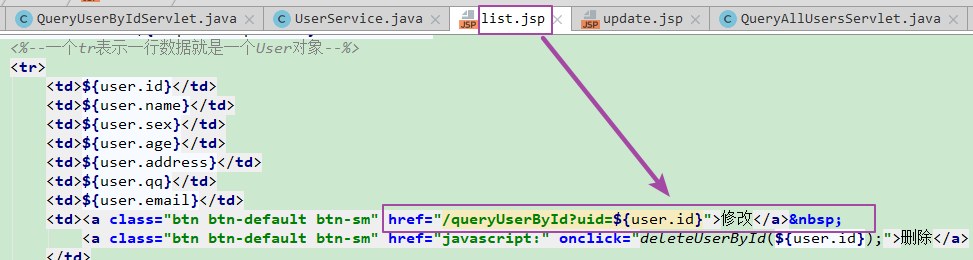 QueryUserByIdServlet.java UserService.java list.jsp update.jsp QueryAllUsersServlet.java
<%--一个tr表示一行数据就是一个User对象--%>
<tr>
<td>${user.id}</td>
<td>${user.name}</td>
<td>${user.sex}</td>
<td>${user.age}</td>
<td>${user.address}</td>
<td>${user.qq}</td>
<td>${user.email}</td>
<td><a class="btn btn-default btn-sm" href="/queryUserById?uid=${user.id}">修改</a>&nbsp;
<a class="btn btn-default btn-sm" href="javascript:" onclick="deleteUserById(${user.id});">删除</a>
</td>